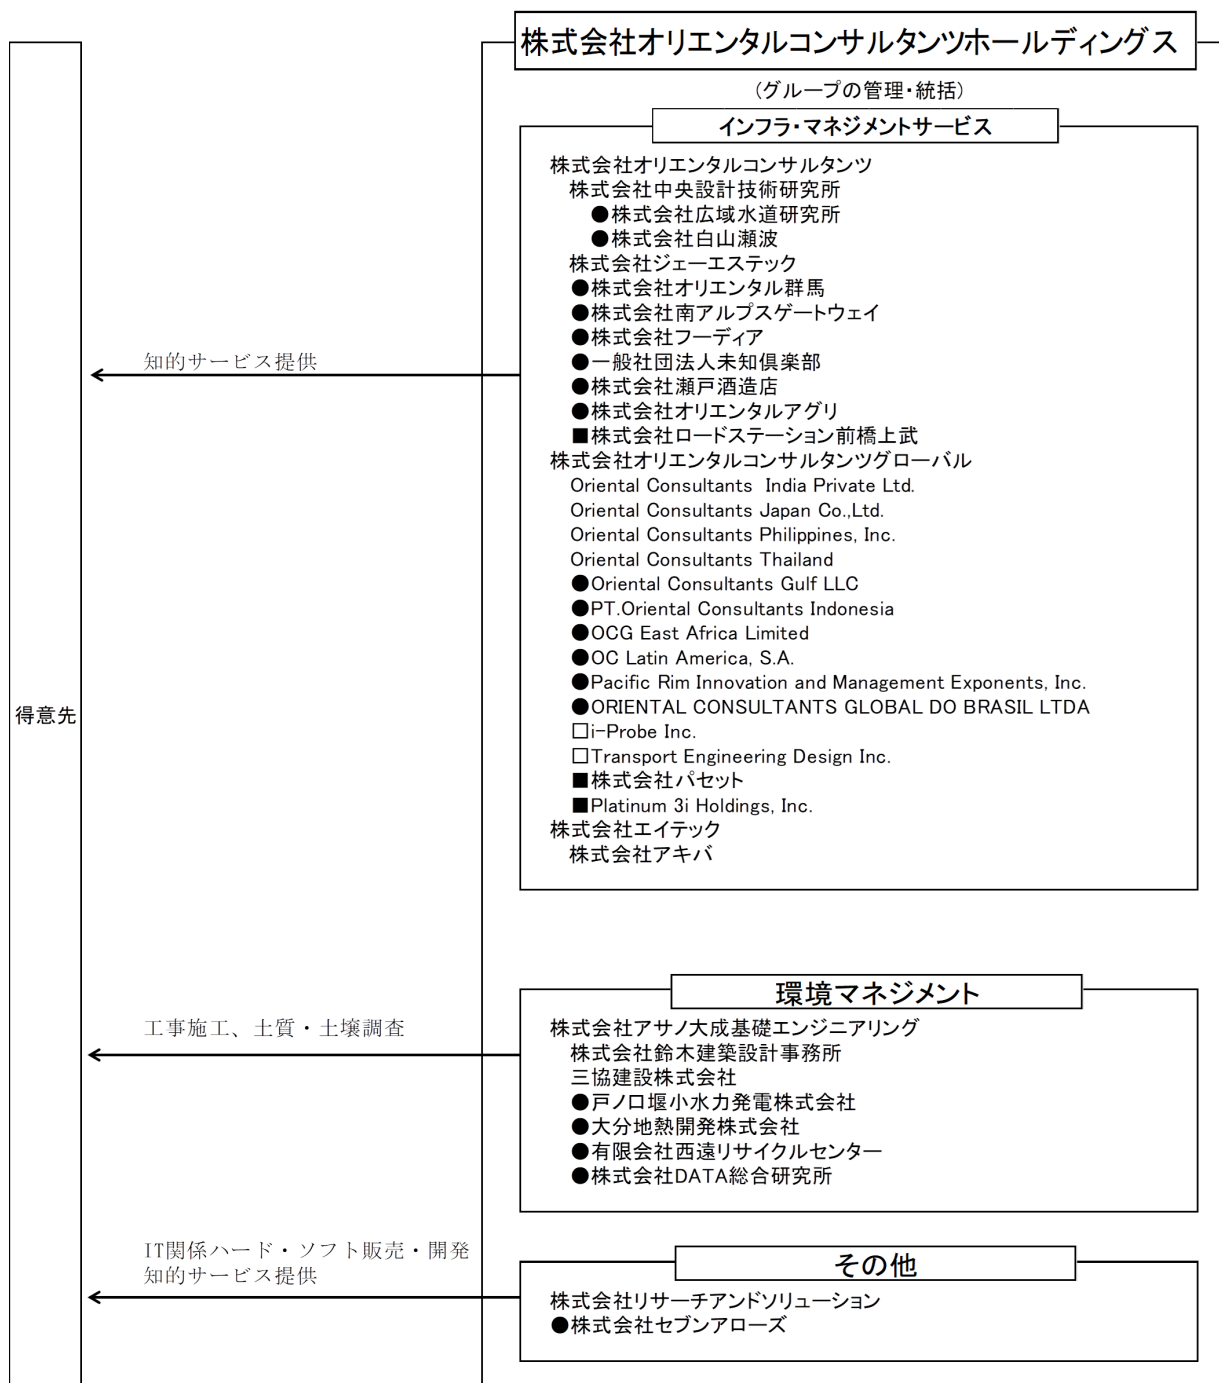 株式会社オリエンタルコンサルタンツホールディングス
(グループの管理・統括)
インフラ・マネジメントサービス
株式会社オリエンタルコンサルタンツ
株式会社中央設計技術研究所
●株式会社広域水道研究所
●株式会社白山瀬波
株式会社ジェーエステック
●株式会社オリエンタル群馬
●株式会社南アルプスゲートウェイ
●株式会社フーディア
●一般社団法人未知倶楽部
●株式会社瀬戸酒造店
●株式会社オリエンタルアグリ
■株式会社ロードステーション前橋上武
株式会社オリエンタルコンサルタンツグローバル
Oriental Consultants India Private Ltd.
Oriental Consultants Japan Co.,Ltd.
Oriental Consultants Philippines, Inc.
Oriental Consultants Thailand
●Oriental Consultants Gulf LLC
●PT.Oriental Consultants Indonesia
●OCG East Africa Limited
●OC Latin America, S.A.
●Pacific Rim Innovation and Management Exponents, Inc.
●ORIENTAL CONSULTANTS GLOBAL DO BRASIL LTDA
□i-Probe Inc.
□Transport Engineering Design Inc.
■株式会社パセット
■Platinum 3i Holdings, Inc.
株式会社エイテック
株式会社アキバ
知的サービス提供
得意先
環境マネジメント
株式会社アサノ大成基礎エンジニアリング
株式会社鈴木建築設計事務所
三協建設株式会社
●戸ノ口堰小水力発電株式会社
●大分地熱開発株式会社
●有限会社西遠リサイクルセンター
●株式会社DATA総合研究所
工事施工、土質・土壌調査
その他
株式会社リサーチアンドソリューション
●株式会社セブンアローズ
IT関係ハード・ソフト販売・開発
知的サービス提供